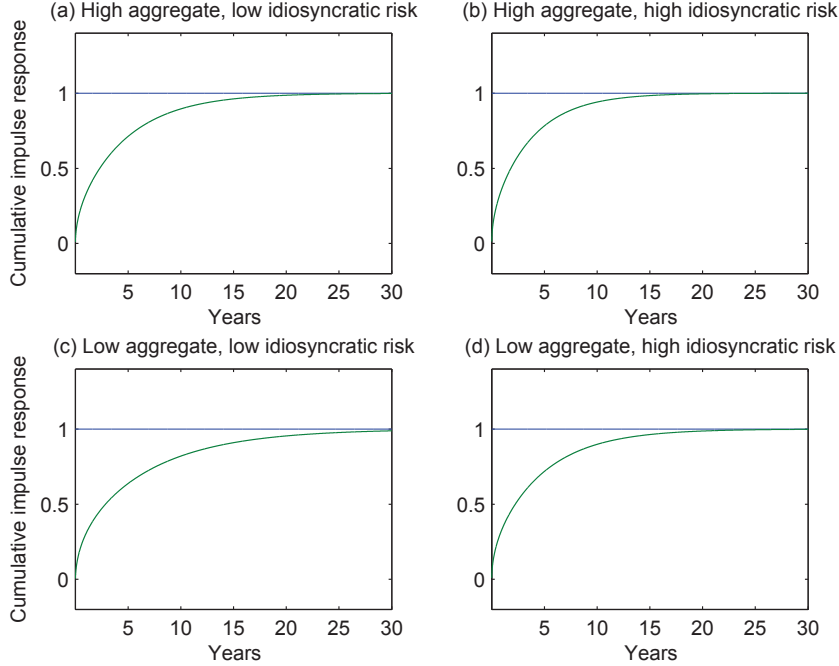 (a) High aggregate, low idiosyncratic risk
(b) High aggregate, high idiosyncratic risk
Cumulative impulse response
1
0.5
0
5 10 15 20 25 30
Years
1
0.5
0
5 10 15 20 25 30
Years
(c) Low aggregate, low idiosyncratic risk
(d) Low aggregate, high idiosyncratic risk
Cumulative impulse response
1
0.5
0
5 10 15 20 25 30
Years
1
0.5
0
5 10 15 20 25 30
Years